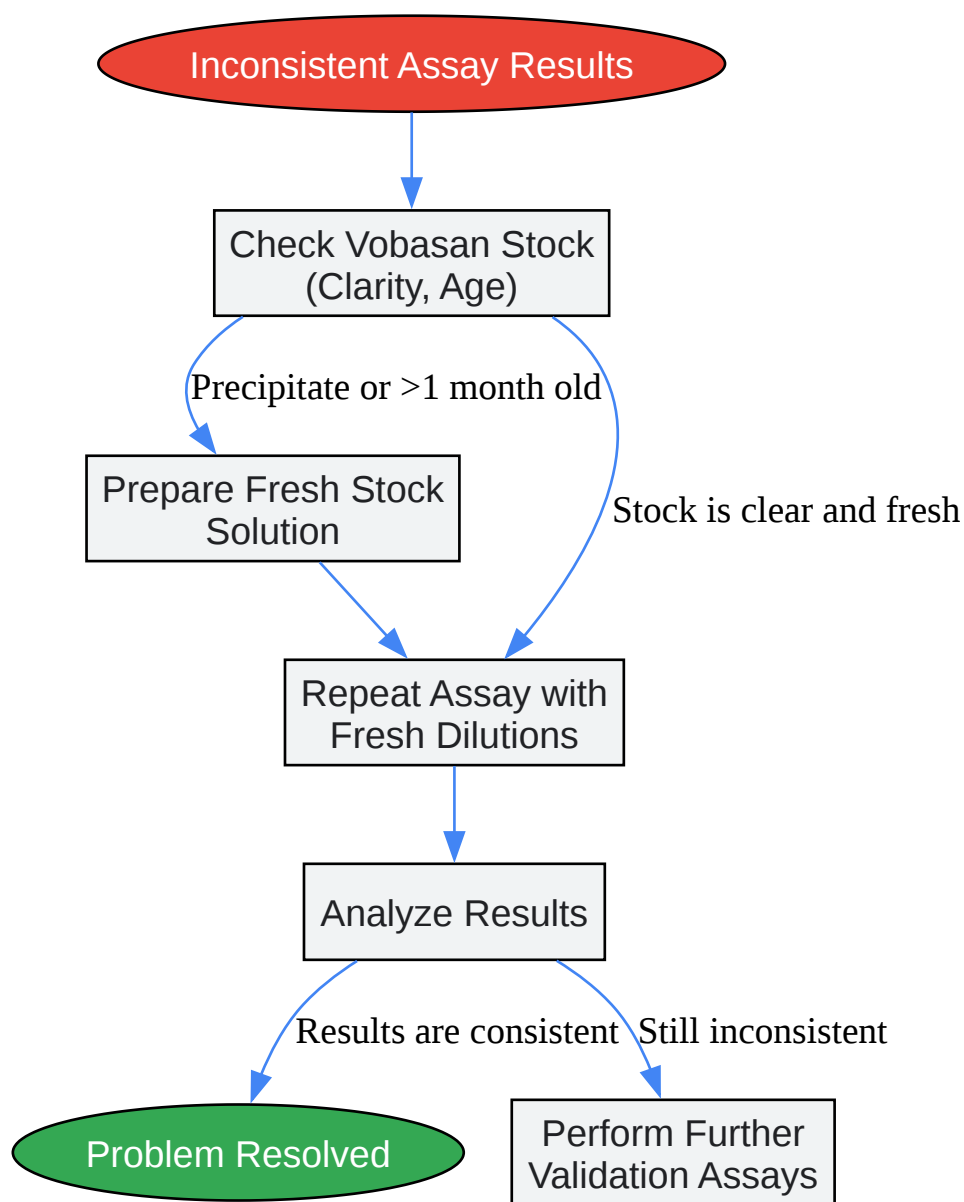 Inconsistent Assay Results
Check Vobasan Stock
(Clarity, Age)
Precipitate or >1 month old
Prepare Fresh Stock
Solution
Stock is clear and fresh
Repeat Assay with
Fresh Dilutions
Analyze Results
Results are consistent
Still inconsistent
Problem Resolved
Perform Further
Validation Assays